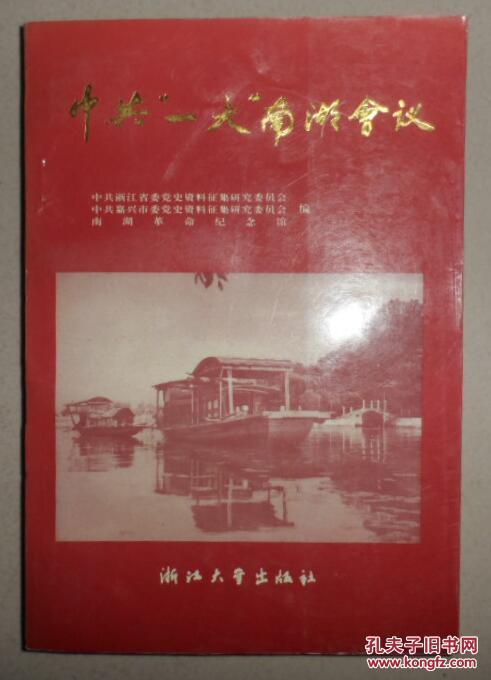 中共“一大”南湖會议
中共浙江省委党史资料征集研究委员会
中共嘉兴市委党史资料征集研究委员会 编
南湖革命纪念馆
浙江大学出版社
孔夫子旧书网
www.kongfz.com